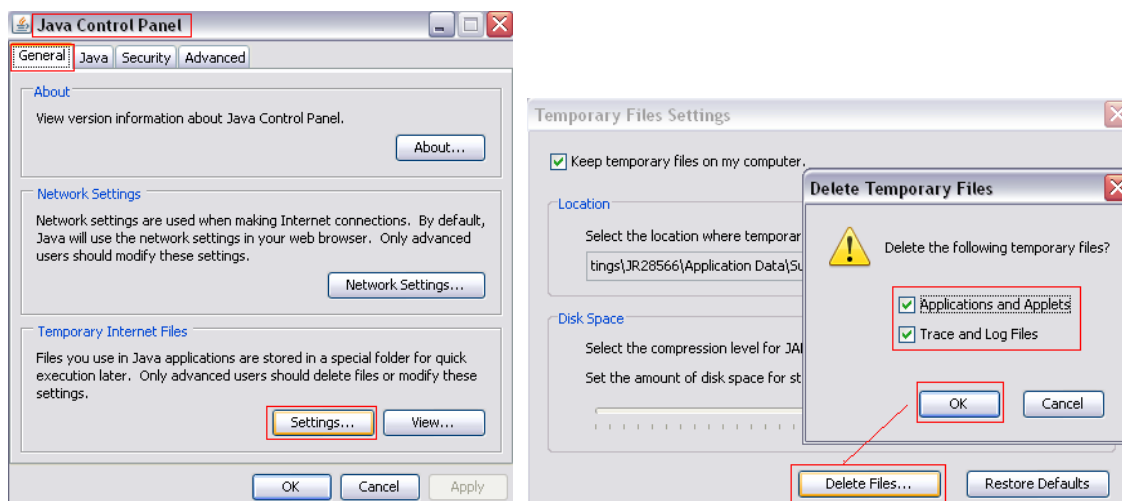 Java Control Panel
General Java Security Advanced
About
View version information about Java Control Panel.
About...
Network Settings
Network settings are used when making Internet connections. By default,
Java will use the network settings in your web browser. Only advanced
users should modify these settings.
Network Settings...
Temporary Internet Files
Files you use in Java applications are stored in a special folder for quick
execution later. Only advanced users should delete files or modify these
settings.
Settings... View...
OK Cancel Apply
Temporary Files Settings
Keep temporary files on my computer.
Location
Select the location where temporar
tings\JR28566\Application Data\Su
Disk Space
Select the compression level for JA
Set the amount of disk space for st
Delete Files... Restore Defaults
Delete Temporary Files
Delete the following temporary files?
Applications and Applets
Trace and Log Files
OK Cancel